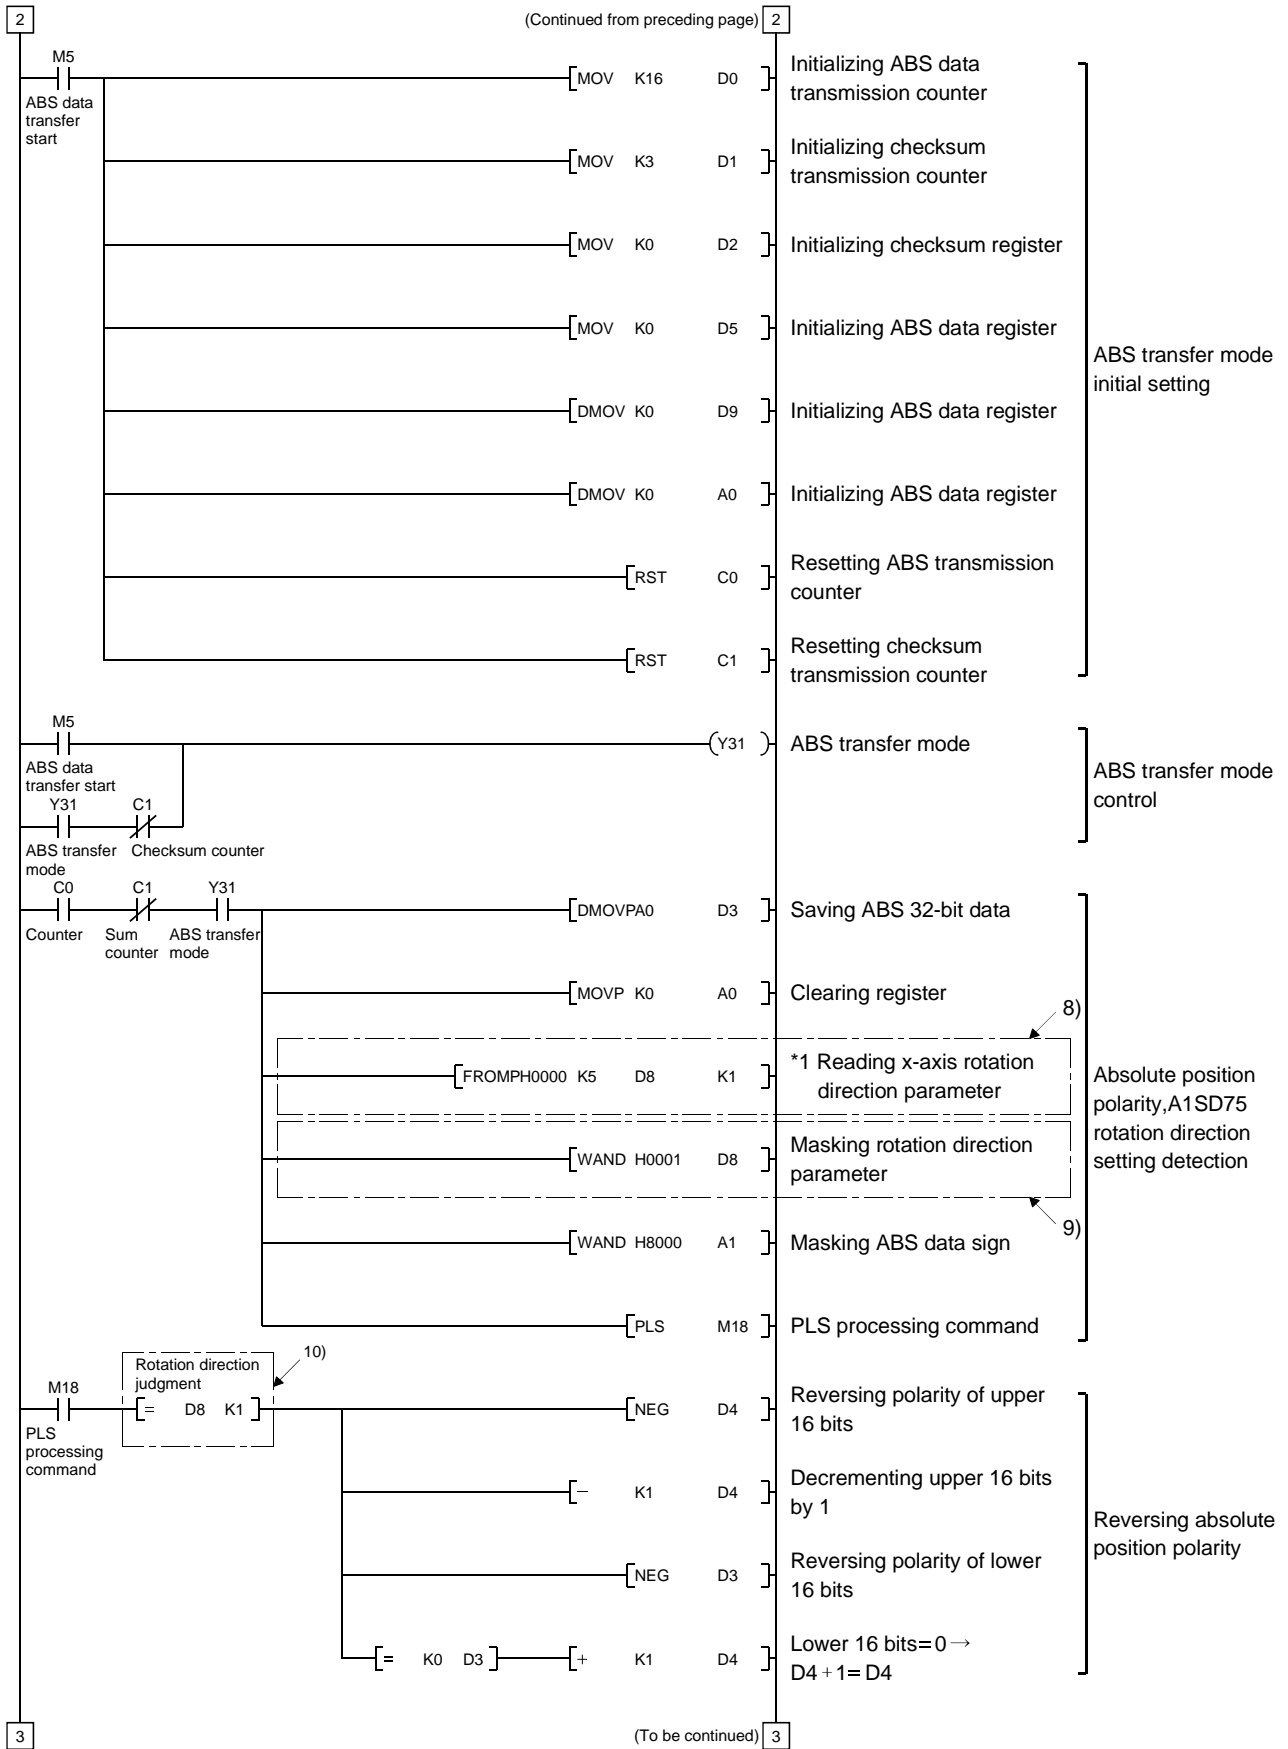 2
(Continued from preceding page) 2
M5
ABS data
transfer
start
MOV K16 D0
Initializing ABS data
transmission counter
MOV K3 D1
Initializing checksum
transmission counter
MOV K0 D2
Initializing checksum register
MOV K0 D5
Initializing ABS data register
DMOV K0 D9
Initializing ABS data register
DMOV K0 A0
Initializing ABS data register
RST C0
Resetting ABS transmission
counter
RST C1
Resetting checksum
transmission counter
ABS transfer mode
initial setting
M5
ABS data
transfer start
Y31
ABS transfer mode
Y31 C1
ABS transfer
mode
Checksum counter
ABS transfer mode
control
C0 C1 Y31
Counter
Sum
counter
ABS transfer
mode
DMOVPA0 D3
Saving ABS 32-bit data
MOVP K0 A0
Clearing register
8)
FROMPH0000 K5 D8 K1
*1 Reading x-axis rotation
direction parameter
WAND H0001 D8
Masking rotation direction
parameter
9)
WAND H8000 A1
Masking ABS data sign
PLS M18
PLS processing command
Absolute position
polarity,A1SD75
rotation direction
setting detection
Rotation direction
judgment
10)
M18
PLS
processing
command
= D8 K1
NEG D4
Reversing polarity of upper
16 bits
− K1 D4
Decrementing upper 16 bits
by 1
NEG D3
Reversing polarity of lower
16 bits
= K0 D3
+ K1 D4
Lower 16 bits=0→
D4+1=D4
Reversing absolute
position polarity
3
(To be continued) 3